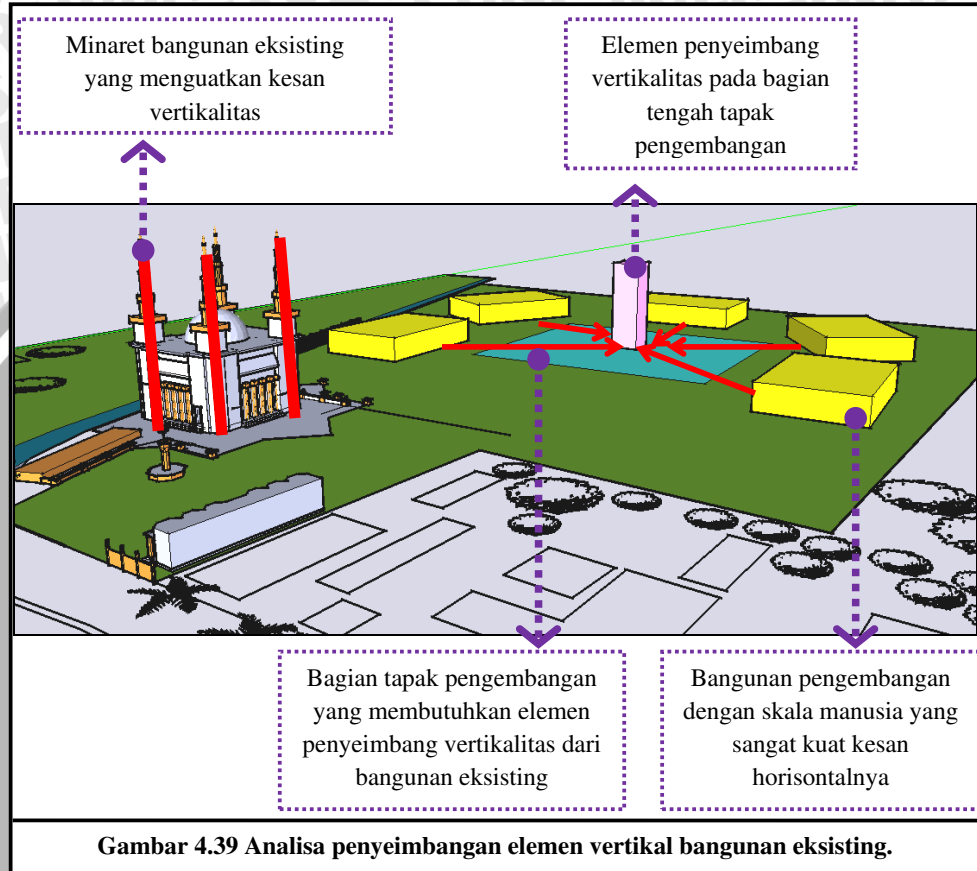 Minaret bangunan eksisting
yang menguatkan kesan
vertikalitas
Elemen penyeimbang
vertikalitas pada bagian
tengah tapak
pengembangan
Bagian tapak pengembangan
yang membutuhkan elemen
penyeimbang vertikalitas dari
bangunan eksisting
Bangunan pengembangan
dengan skala manusia yang
sangat kuat kesan
horisontalnya
Gambar 4.39 Analisa penyeimbangan elemen vertikal bangunan eksisting.